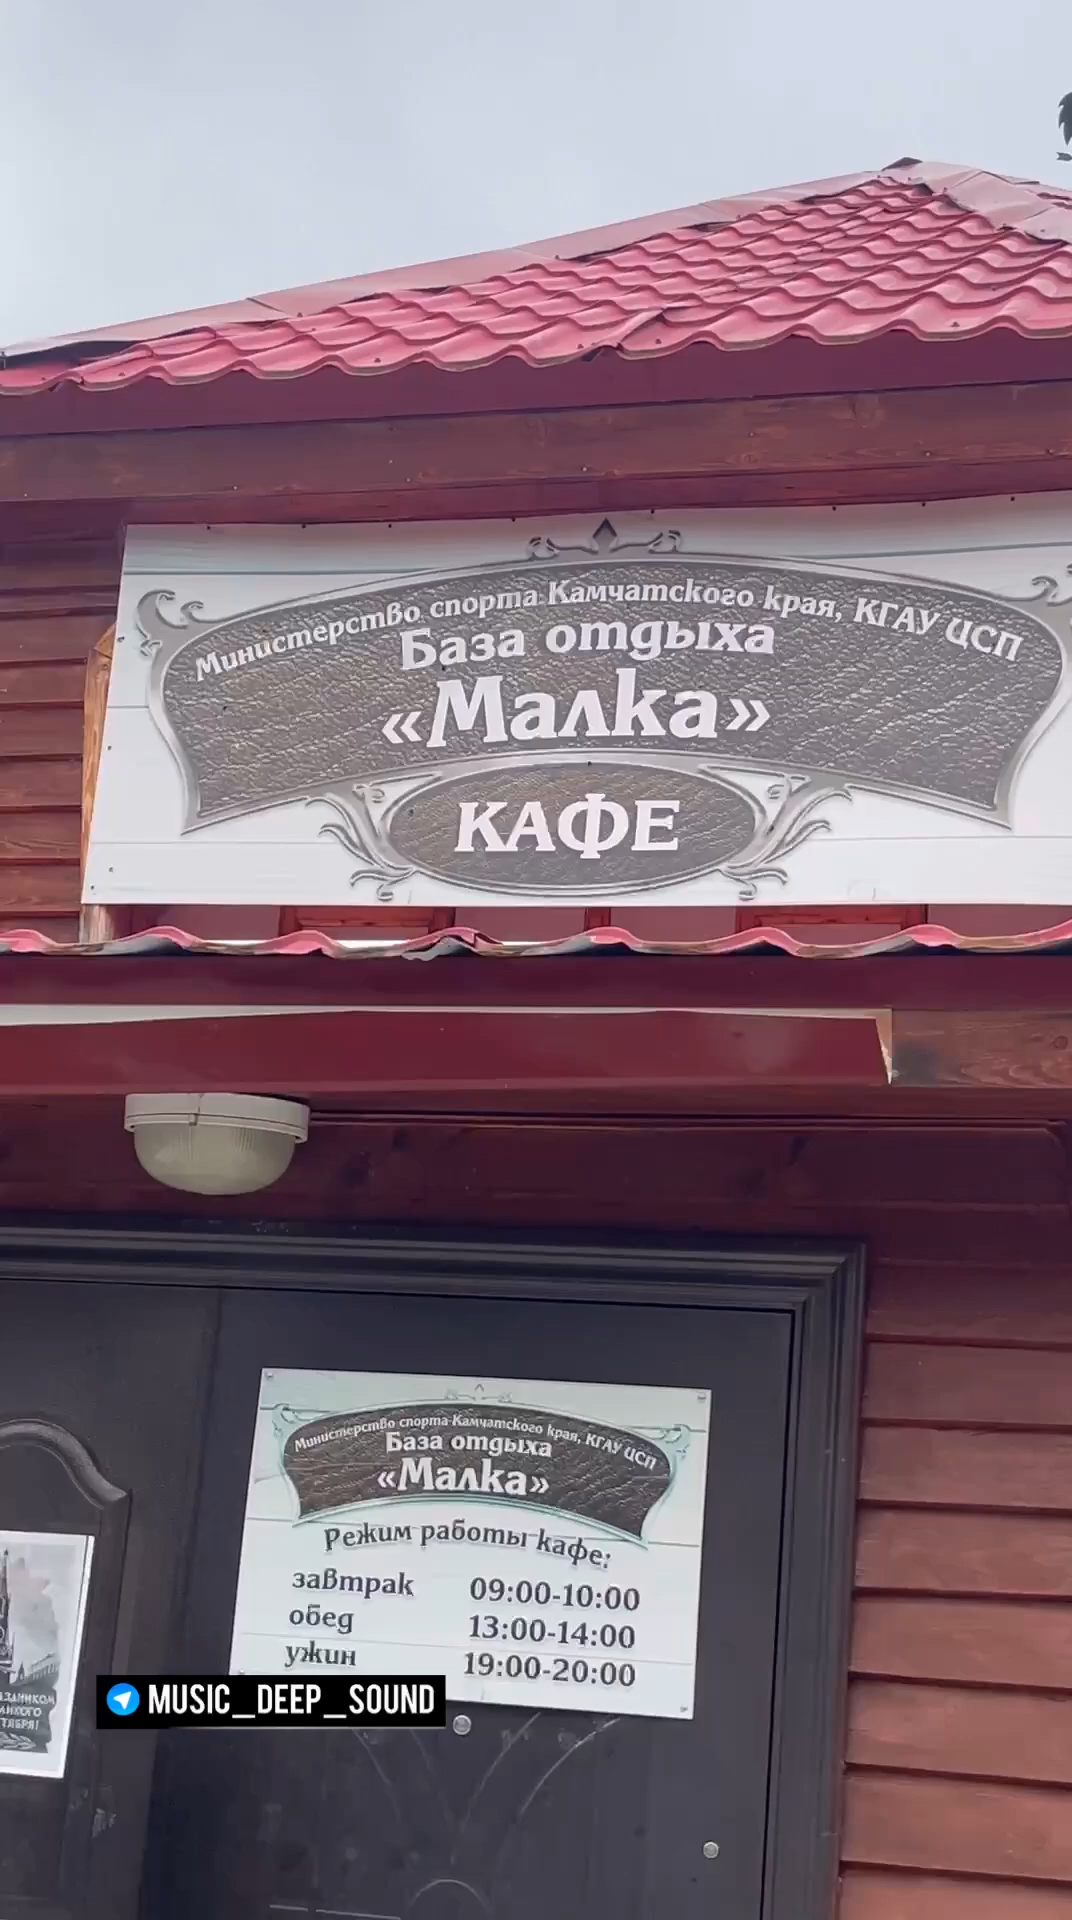 Министерство спорта Камчатского края, КГАУ ЦСП
База отдыха
«Малка»
КАФЕ
Министерство спорта Камчатского края, КГАУ ЦСП
База отдыха
«Малка»
Режим работы кафе:
завтрак 09:00-10:00
обед 13:00-14:00
ужин 19:00-20:00
MUSIC__DEEP__SOUND